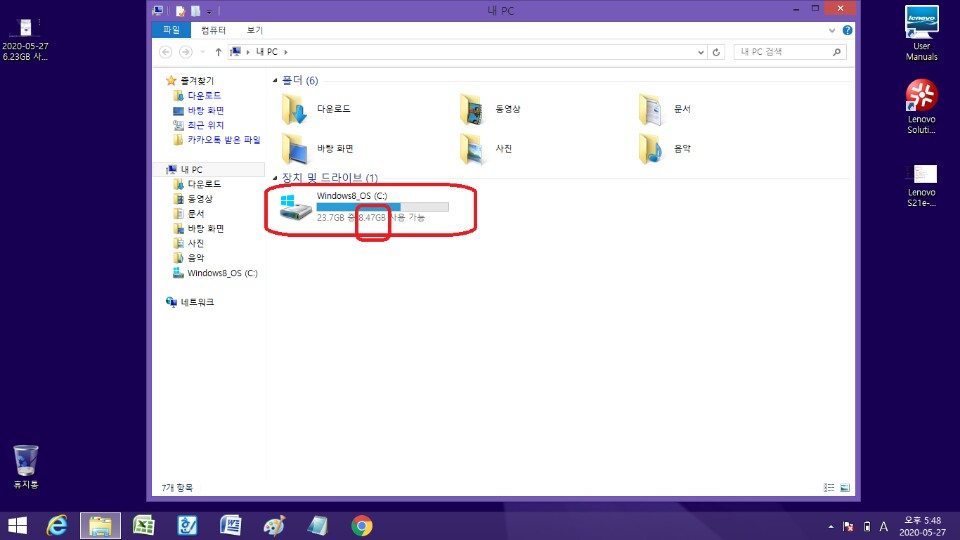 2020-05-27
6.23GB 사...
휴지통
내 PC
파일
컴퓨터
보기
내 PC
내 PC 검색
즐겨찾기
다운로드
바탕 화면
최근 위치
카카오톡 받은 파일
내 PC
다운로드
동영상
문서
바탕 화면
사진
음악
Windows8_OS (C:)
네트워크
폴더 (6)
다운로드
동영상
문서
바탕 화면
사진
음악
장치 및 드라이브 (1)
Windows8_OS (C:)
23.7GB 중 8.47GB 사용 가능
7개 항목
lenovo
User
Manuals
Lenovo
Soluti...
Lenovo
S21e-...
A
오후 5:48
2020-05-27